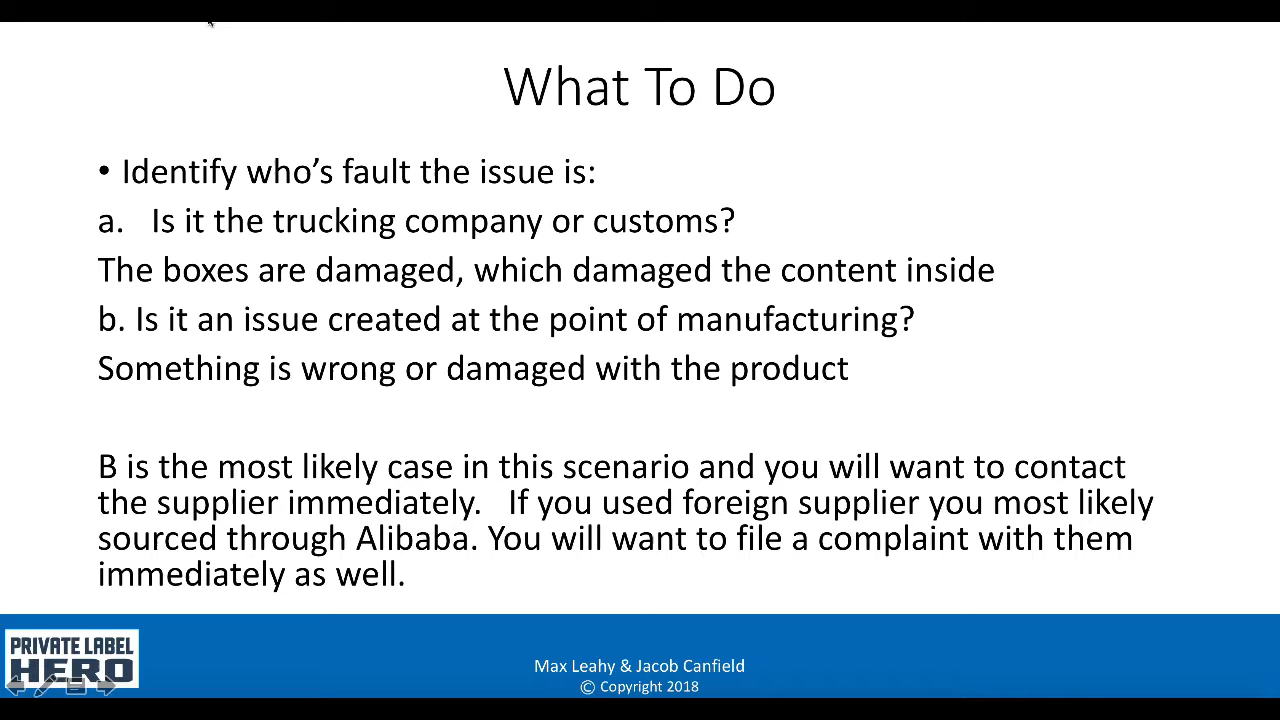 What To Do
• Identify who's fault the issue is:
a. Is it the trucking company or customs?
The boxes are damaged, which damaged the content inside
b. Is it an issue created at the point of manufacturing?
Something is wrong or damaged with the product
B is the most likely case in this scenario and you will want to contact
the supplier immediately. If you used foreign supplier you most likely
sourced through Alibaba. You will want to file a complaint with them
immediately as well.
PRIVATE LABEL
HERO
Max Leahy & Jacob Canfield
© Copyright 2018